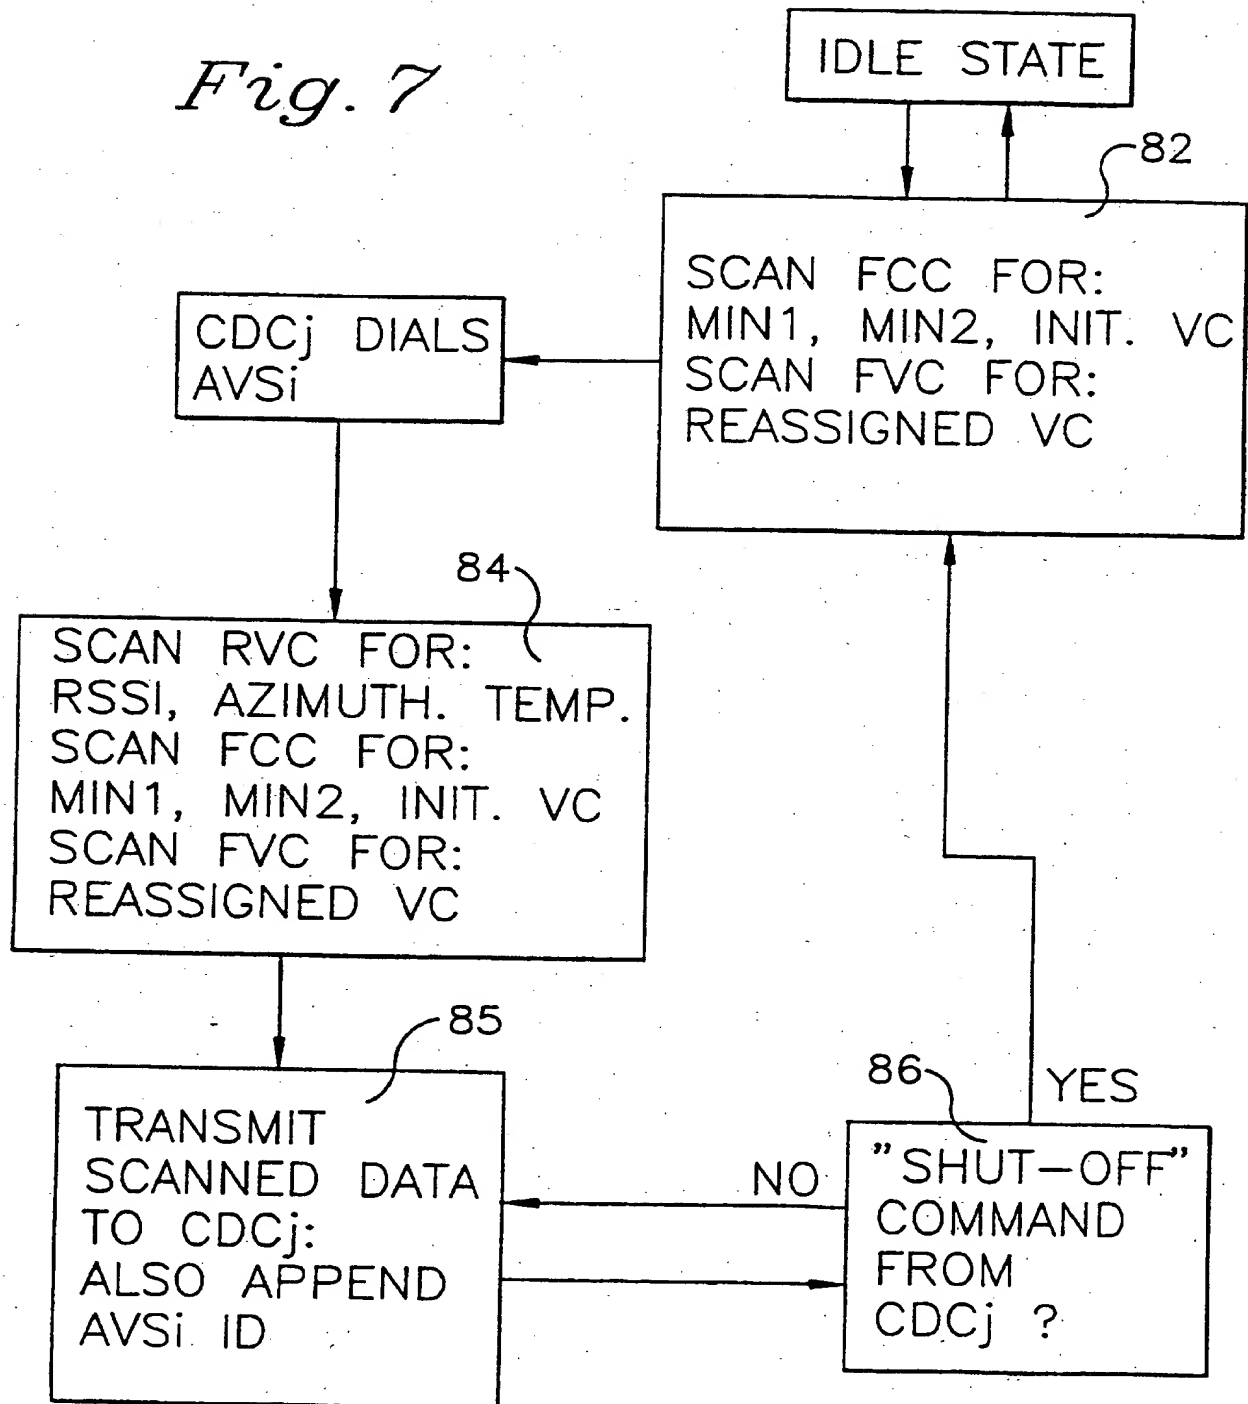 Fig. 7
IDLE STATE
82
SCAN FCC FOR:
MIN1, MIN2, INIT. VC
SCAN FVC FOR:
REASSIGNED VC
CDCj DIALS
AVSi
84
SCAN RVC FOR:
RSSI, AZIMUTH. TEMP.
SCAN FCC FOR:
MIN1, MIN2, INIT. VC
SCAN FVC FOR:
REASSIGNED VC
85
TRANSMIT
SCANNED DATA
TO CDCj:
ALSO APPEND
AVSi ID
NO
86
YES
"SHUT-OFF"
COMMAND
FROM
CDCj ?